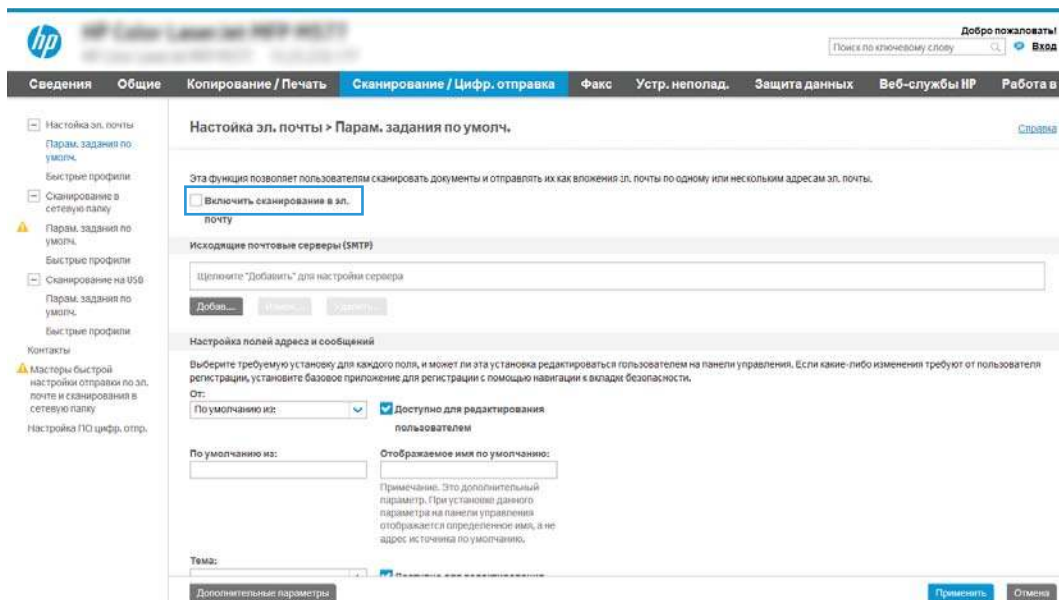 hp
Добро пожаловать!
Поиск по ключевому слову
Вход
Сведения Общие Копирование / Печать Сканирование / Цифр. отправка Факс Устр. неполад. Защита данных Веб-службы HP Работа в
Настойка эл. почты
Парам. задания по
умолч.
Быстрые профили
Сканирование в
сетевую папку
Парам. задания по
умолч.
Быстрые профили
Сканирование на USB
Парам. задания по
умолч.
Быстрые профили
Контакты
Мастеры быстрой
настройки отправки по эл.
почте и сканирования в
сетевую папку
Настройка ПО цифр. отпр.
Настойка эл. почты > Парам. задания по умолч.
Справка
Эта функция позволяет пользователям сканировать документы и отправлять их как вложения эл. почты по одному или нескольким адресам эл. почты.
Включить сканирование в эл.
почту
Исходящие почтовые серверы (SMTP)
Щелкните "Добавить" для настройки сервера
Добав....
Настройка полей адреса и сообщений
Выберите требуемую установку для каждого поля, и может ли эта установка редактироваться пользователем на панели управления. Если какие-либо изменения требуют от пользователя
регистрации, установите базовое приложение для регистрации с помощью навигации к вкладке безопасности.
От:
По умолчанию из:
Доступно для редактирования
пользователем
По умолчанию из:
Отображаемое имя по умолчанию:
Примечание. Это дополнительный
параметр. При установке данного
параметра на панели управления
отображается определенное имя, а не
адрес источника по умолчанию.
Тема:
Дополнительные параметры
Применить
Отмена